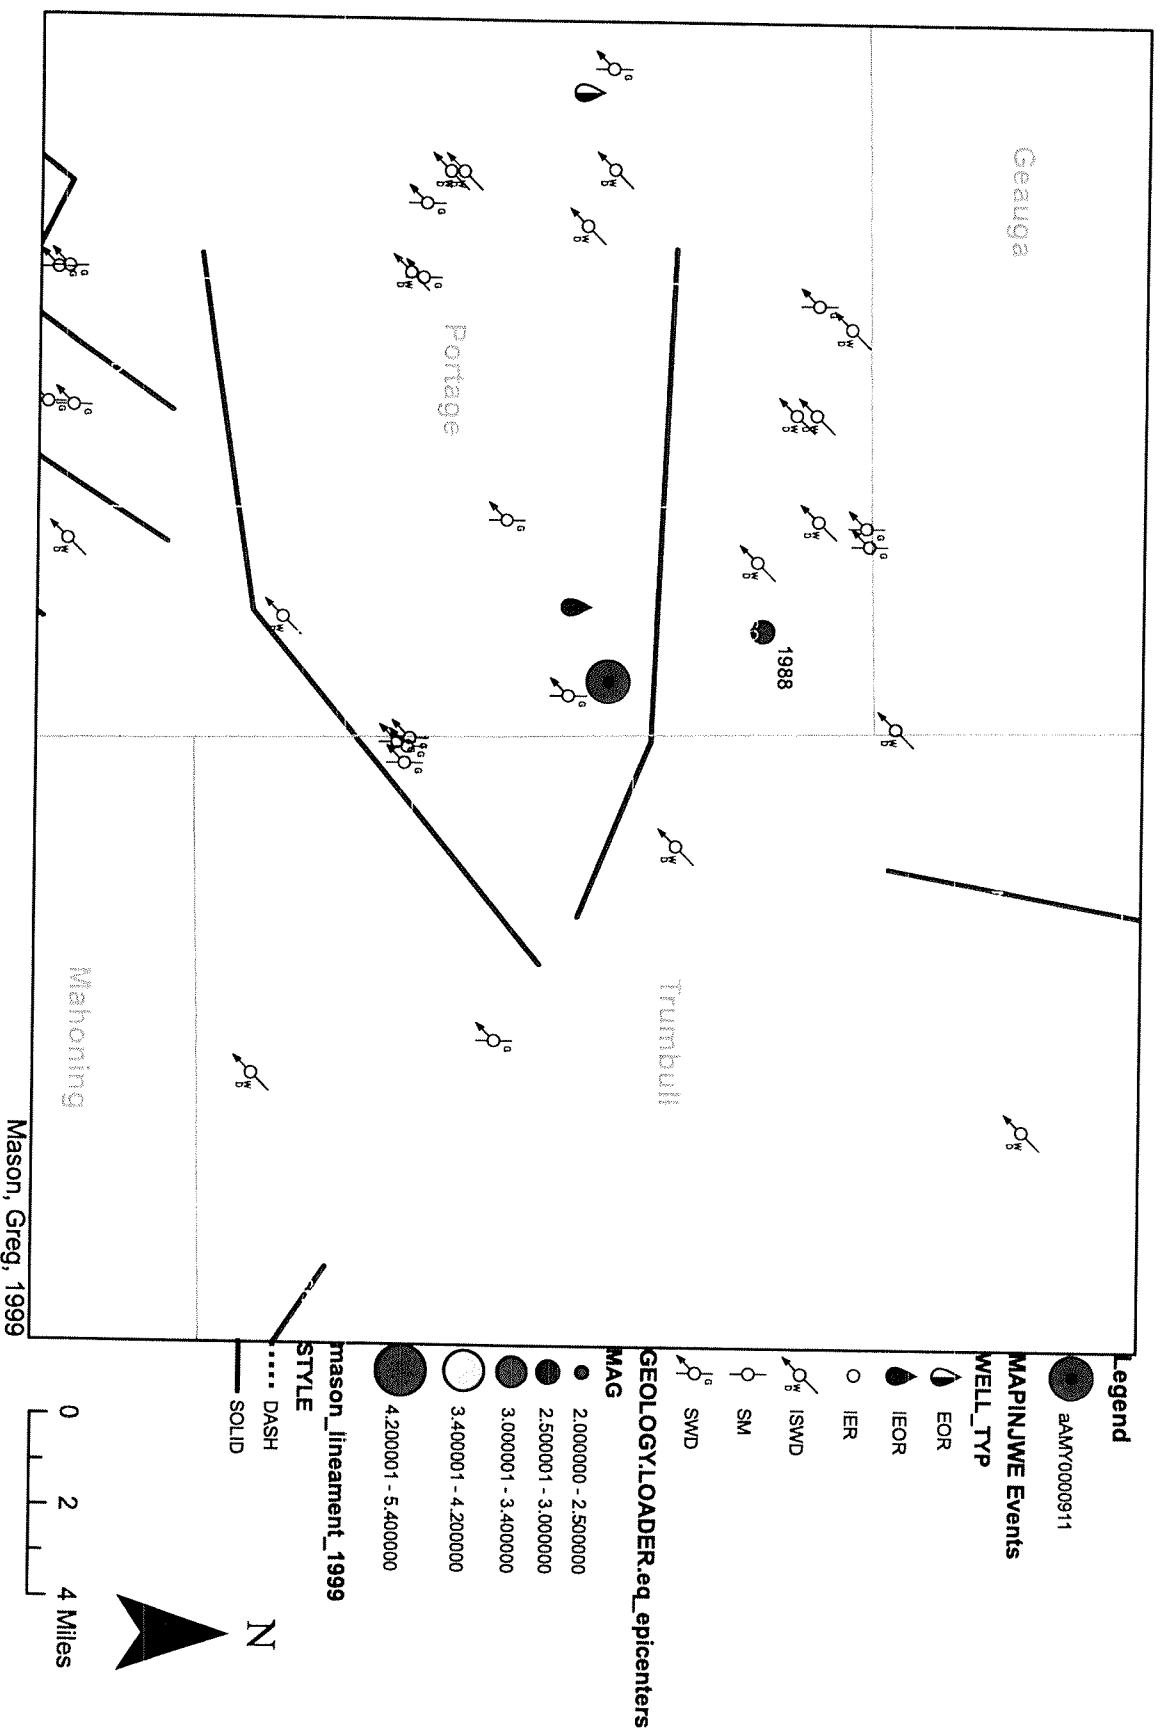 Geauga
Portage
1988
Trumbull
Mahoning
Mason, Greg, 1999
Legend
aAMY0000911
MAPINJWE Events
WELL_TYP
EOR
IEOR
IER
ISWD
SM
SWD
GEOLOGY.LOADER.eq_epicenters
MAG
2.000000 - 2.500000
2.500001 - 3.000000
3.000001 - 3.400000
3.400001 - 4.200000
4.200001 - 5.400000
mason_lineament_1999
STYLE
DASH
SOLID
0 2 4 Miles
N